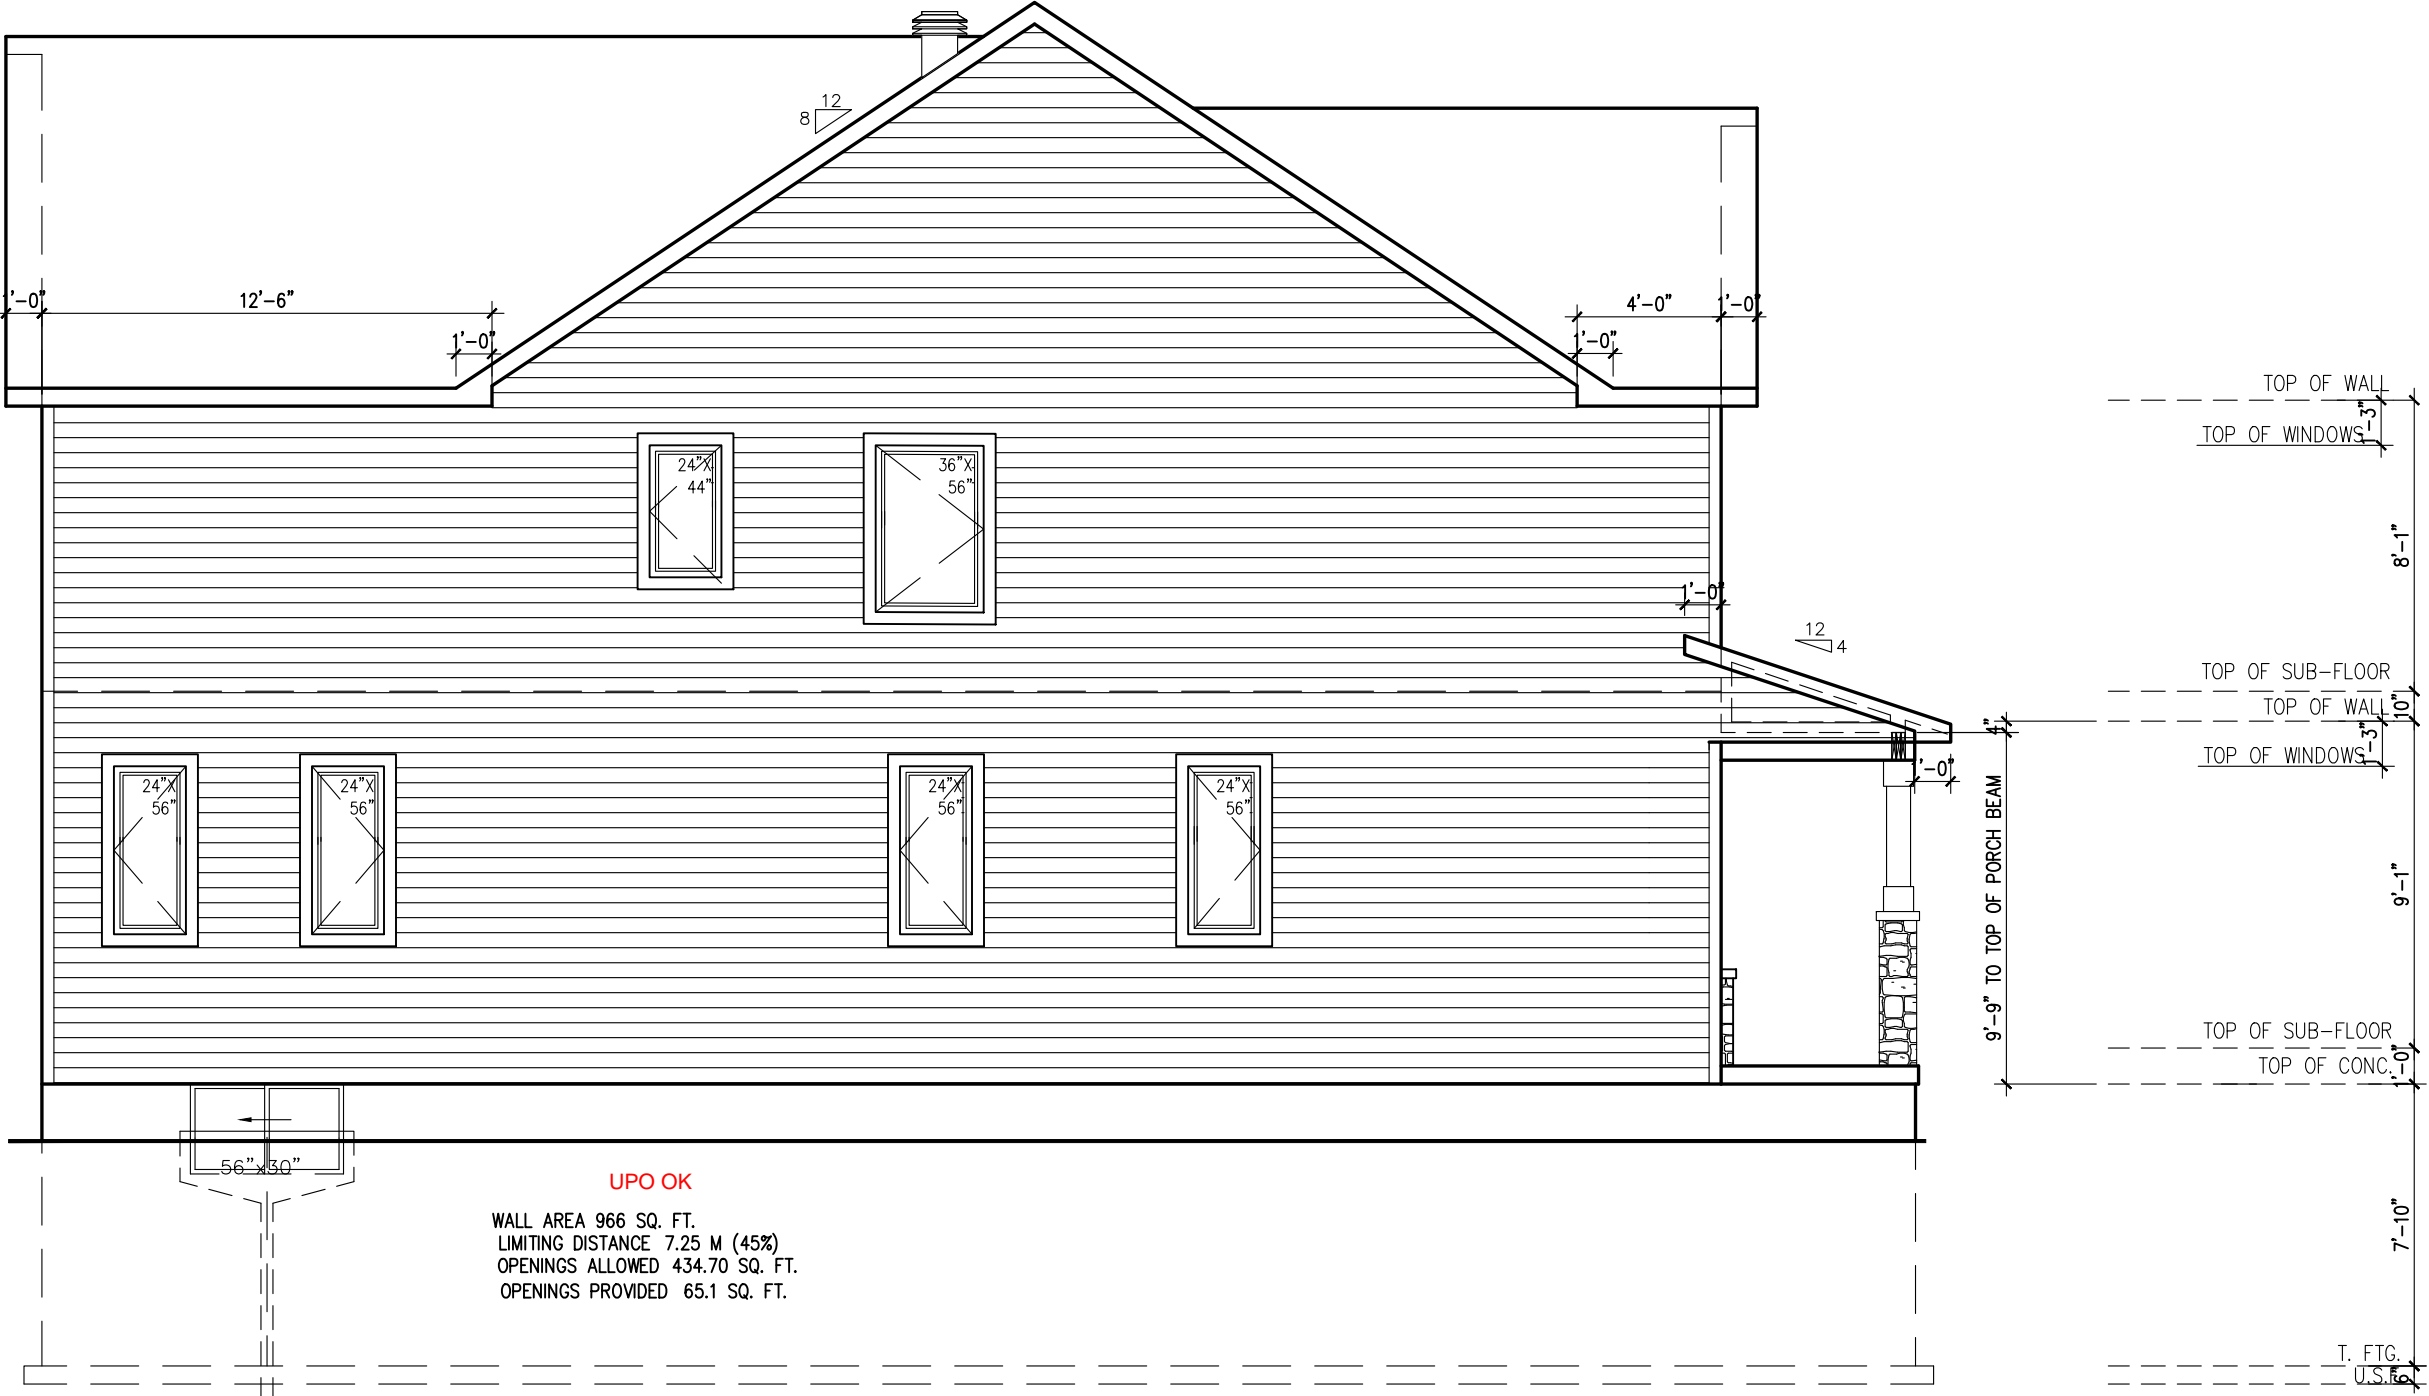 12
8
1'-0"
12'-6"
1'-0"
4'-0"
1'-0"
1'-0"
TOP OF WALL
1'-3"
TOP OF WINDOWS
24"X
44"
36"X
56"
8'-1"
1'-0"
12
4
TOP OF SUB-FLOOR
10"
TOP OF WALL
4"
1'-3"
TOP OF WINDOWS
1'-0"
24"X
56"
24"X
56"
24"X
56"
24"X
56"
9'-9" TO TOP OF PORCH BEAM
9'-1"
TOP OF SUB-FLOOR
1'-0"
TOP OF CONC.
56"x30"
UPO OK
WALL AREA 966 SQ. FT.
LIMITING DISTANCE 7.25 M (45%)
OPENINGS ALLOWED 434.70 SQ. FT.
OPENINGS PROVIDED 65.1 SQ. FT.
7'-10"
T. FTG.
U.S.F.
6"